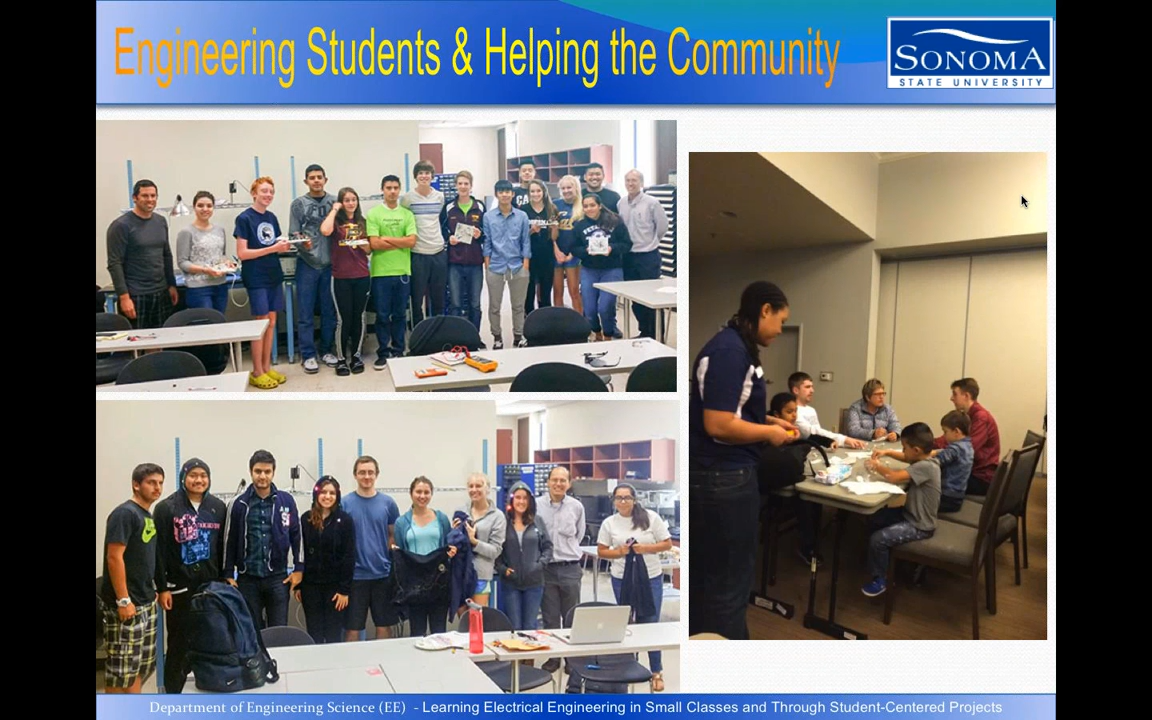 Engineering Students & Helping the Community
SONOMA
STATE UNIVERSITY
Department of Engineering Science (EE) - Learning Electrical Engineering in Small Classes and Through Student-Centered Projects